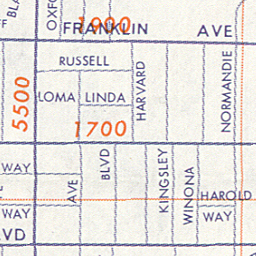 OXF
1900
FRANKLIN AVE
RUSSELL
5500
LOMA LINDA
HARVARD
NORMANDIE
1700
WAY
AVE
BLVD
KINGSLEY
WINONA
HAROLD
WAY
WAY
VD